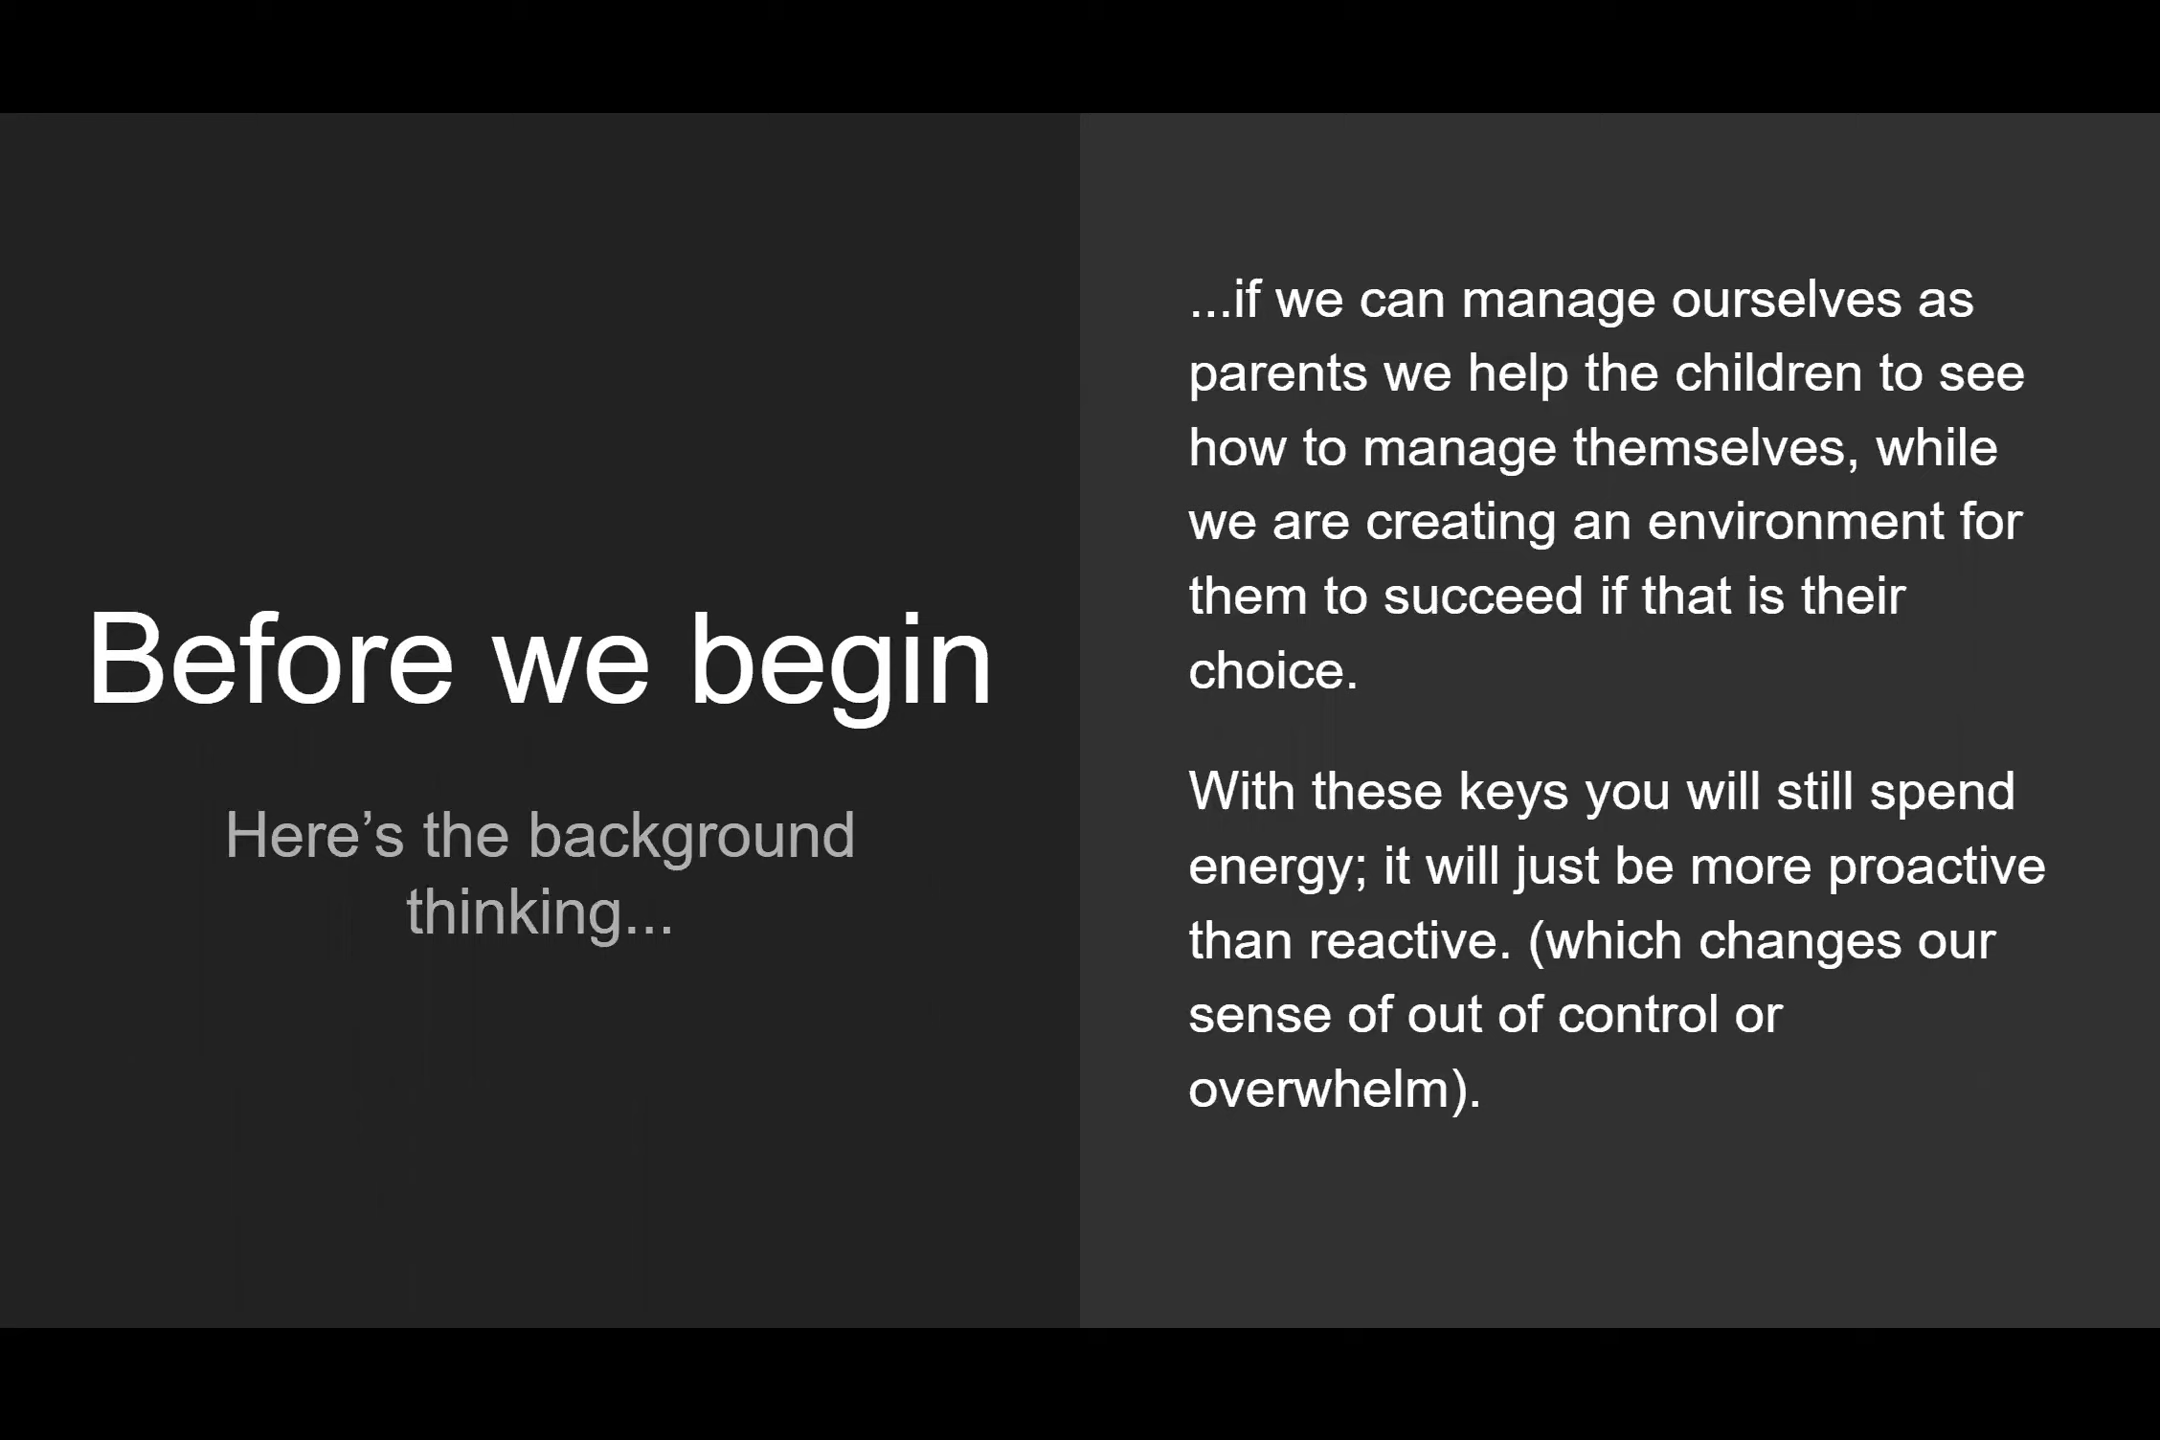 Before we begin
Here’s the background
thinking...
...if we can manage ourselves as
parents we help the children to see
how to manage themselves, while
we are creating an environment for
them to succeed if that is their
choice.
With these keys you will still spend
energy; it will just be more proactive
than reactive. (which changes our
sense of out of control or
overwhelm).